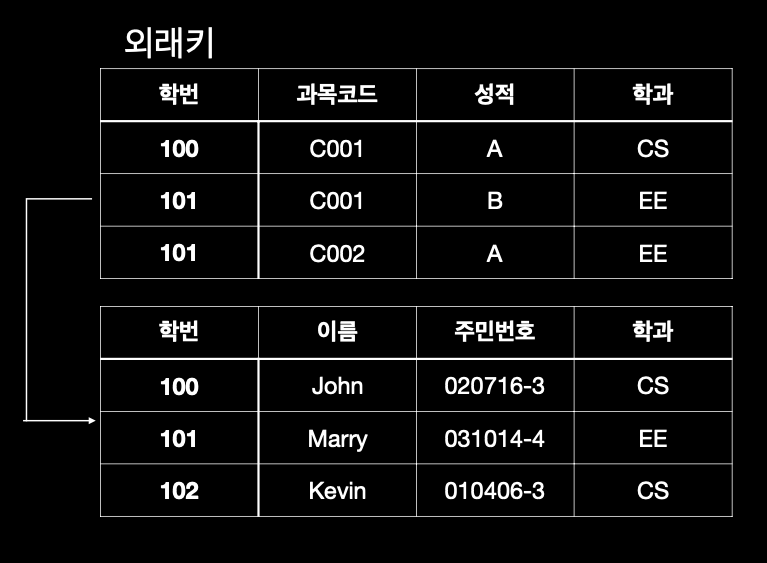 외래키
학번 과목코드 성적 학과
100 C001 A CS
101 C001 B EE
101 C002 A EE
학번 이름 주민번호 학과
100 John 020716-3 CS
101 Marry 031014-4 EE
102 Kevin 010406-3 CS